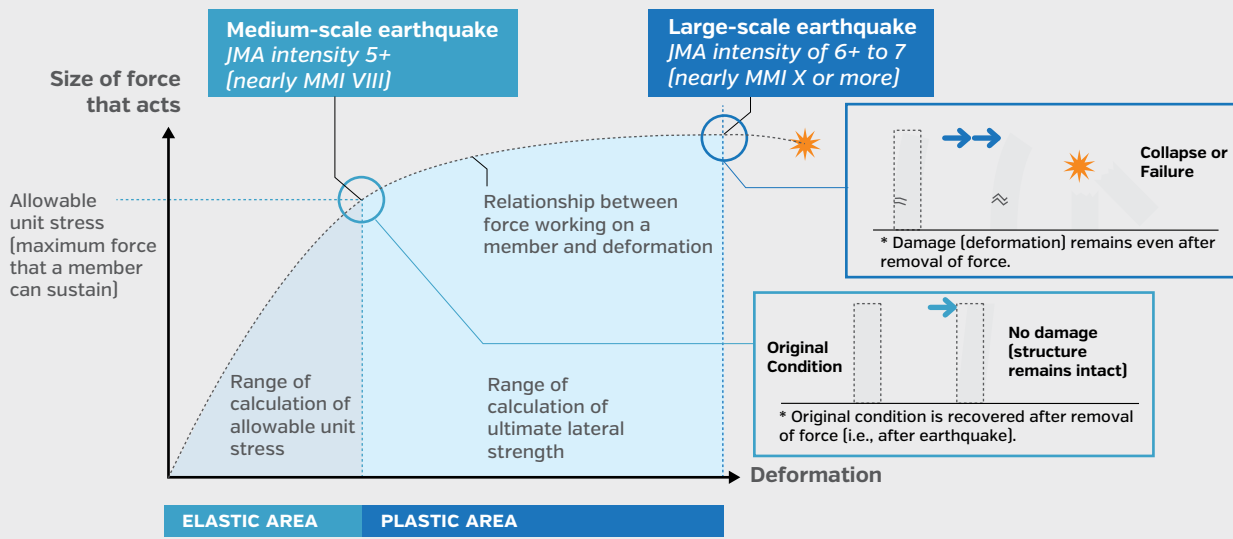 Medium-scale earthquake
JMA intensity 5+
(nearly MMI VIII)
Large-scale earthquake
JMA intensity of 6+ to 7
(nearly MMI X or more)
Size of force
that acts
Collapse or
Failure
* Damage (deformation) remains even after
removal of force.
Allowable
unit stress
(maximum force
that a member
can sustain)
Relationship between
force working on a
member and deformation
Original
Condition
No damage
(structure
remains intact)
* Original condition is recovered after removal
of force (i.e., after earthquake).
Range of
calculation of
allowable unit
stress
Range of
calculation of
ultimate lateral
strength
Deformation
ELASTIC AREA
PLASTIC AREA